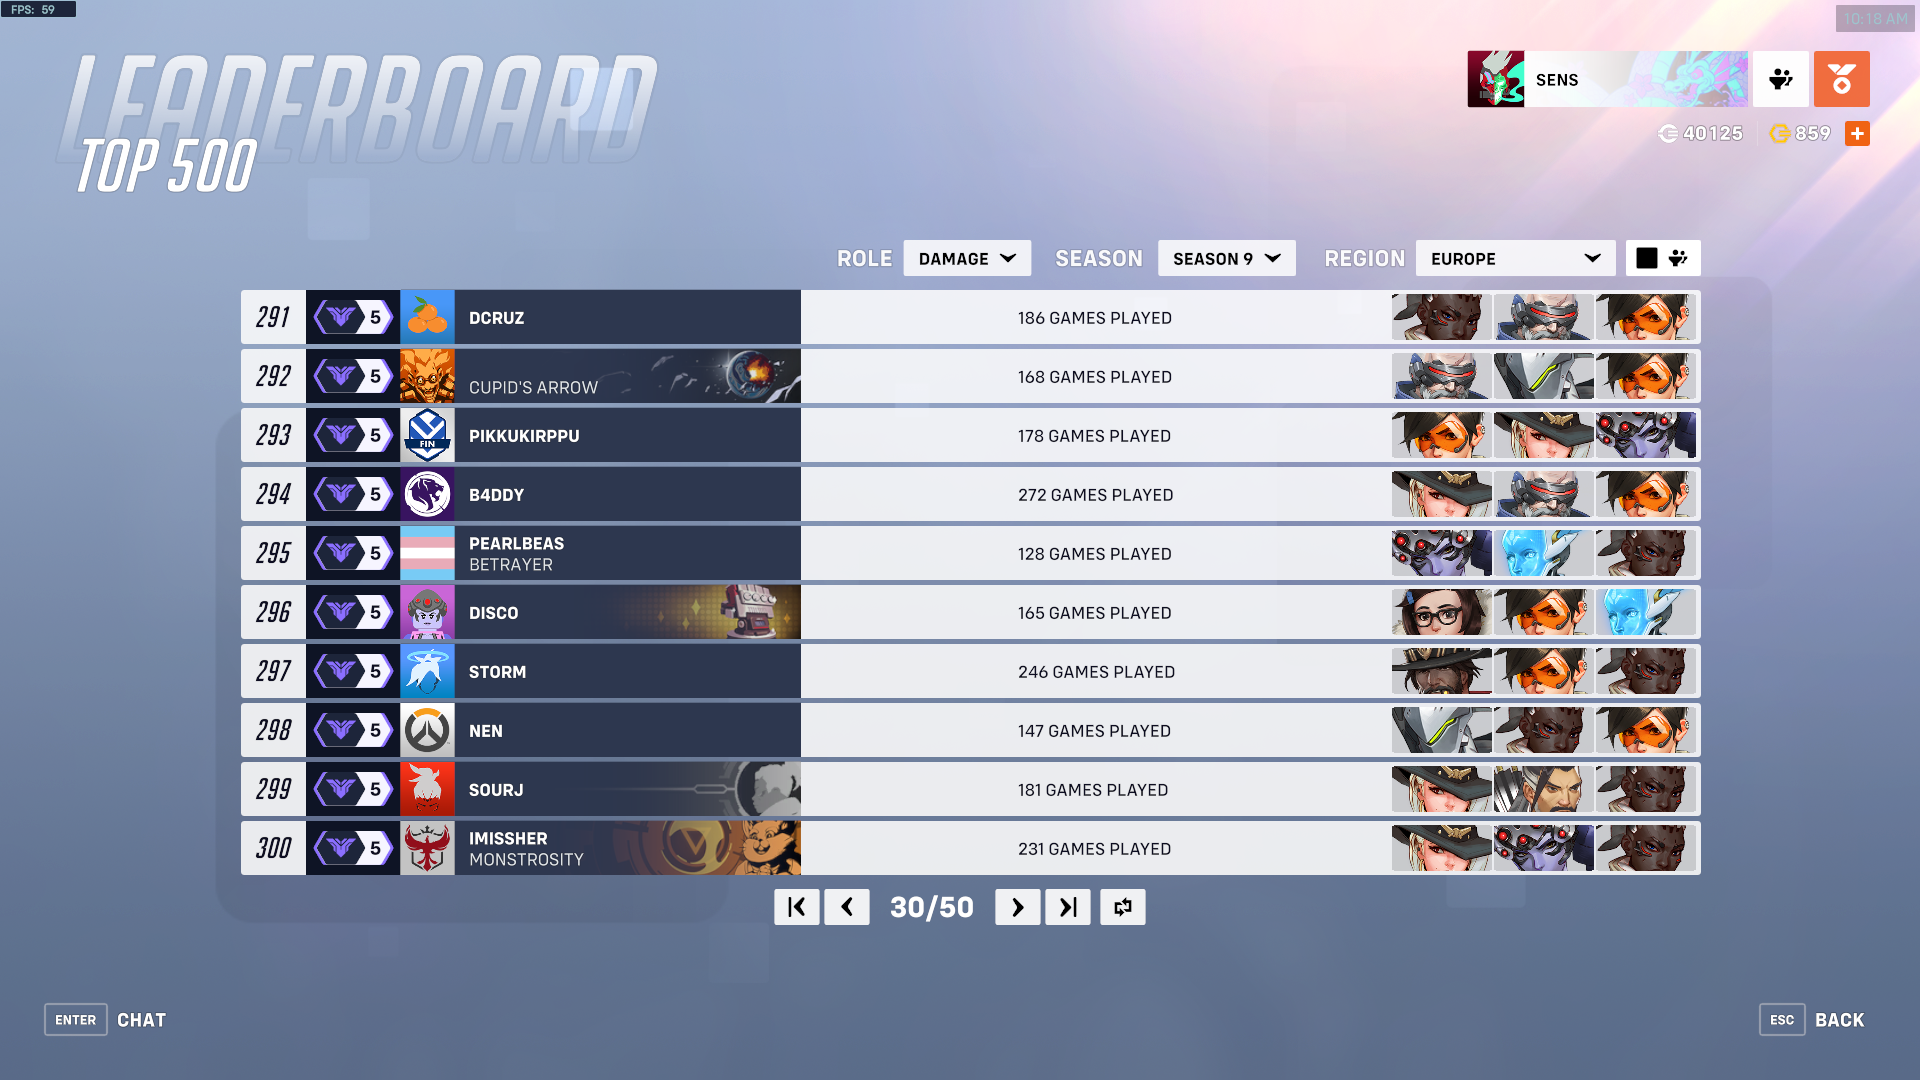 FPS: 59
10:18 AM
LEADERBOARD
TOP 500
SENS
40125
859
ROLE DAMAGE SEASON SEASON 9 REGION EUROPE
291 5 DCRUZ 186 GAMES PLAYED
292 5 CUPID'S ARROW 168 GAMES PLAYED
293 5 FIN PIKKUKIRPPU 178 GAMES PLAYED
294 5 B4DDY 272 GAMES PLAYED
295 5 PEARLBEAS 128 GAMES PLAYED
BETRAYER
296 5 DISCO 165 GAMES PLAYED
297 5 STORM 246 GAMES PLAYED
298 5 NEN 147 GAMES PLAYED
299 5 SOURJ 181 GAMES PLAYED
300 5 IMISSHER 231 GAMES PLAYED
MONSTROSITY
30/50
ENTER CHAT
ESC BACK